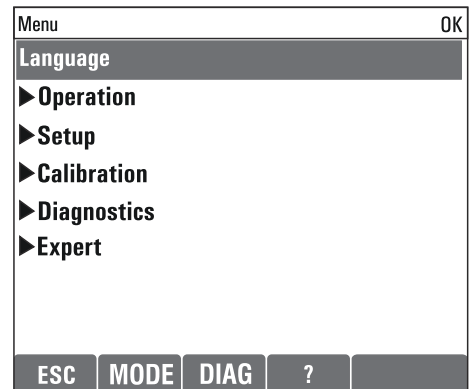 Menu OK
Language
▶Operation
▶Setup
▶Calibration
▶Diagnostics
▶Expert
ESC MODE DIAG ?